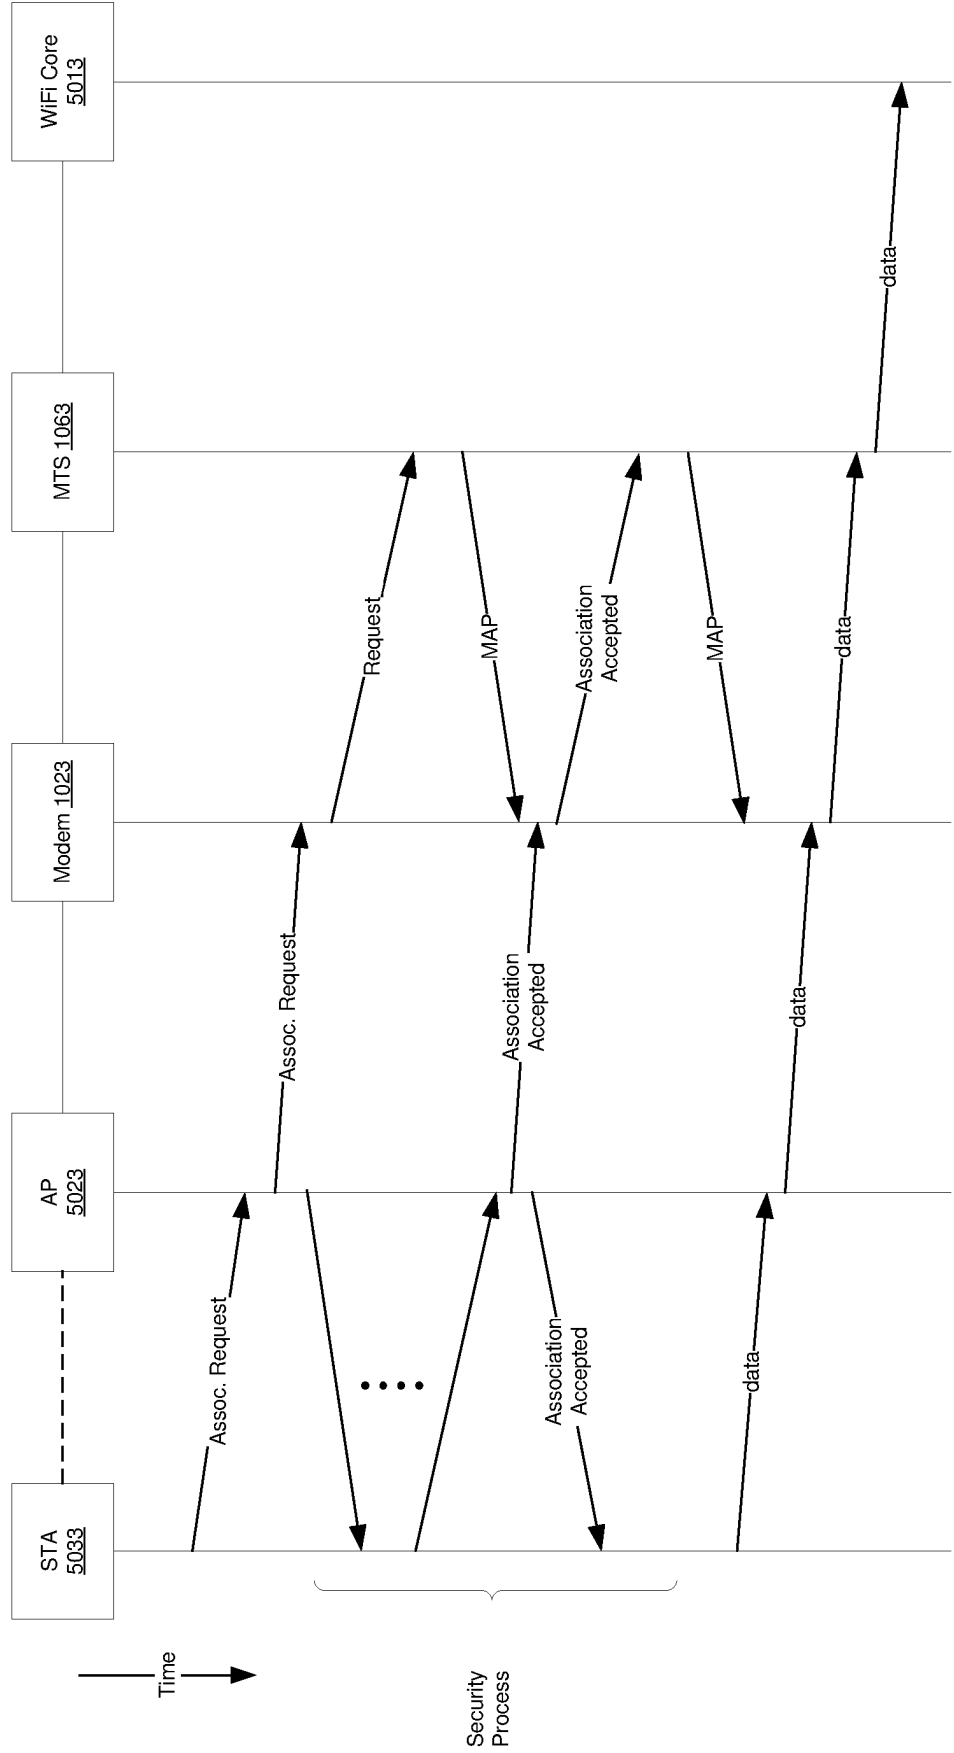 STA
5033
AP
5023
Modem 1023
MTS 1063
WiFi Core
5013
Time
Assoc. Request
Assoc. Request
Request
MAP
Security
Process
Association
Accepted
Association
Accepted
Association
Accepted
MAP
data
data
data
data